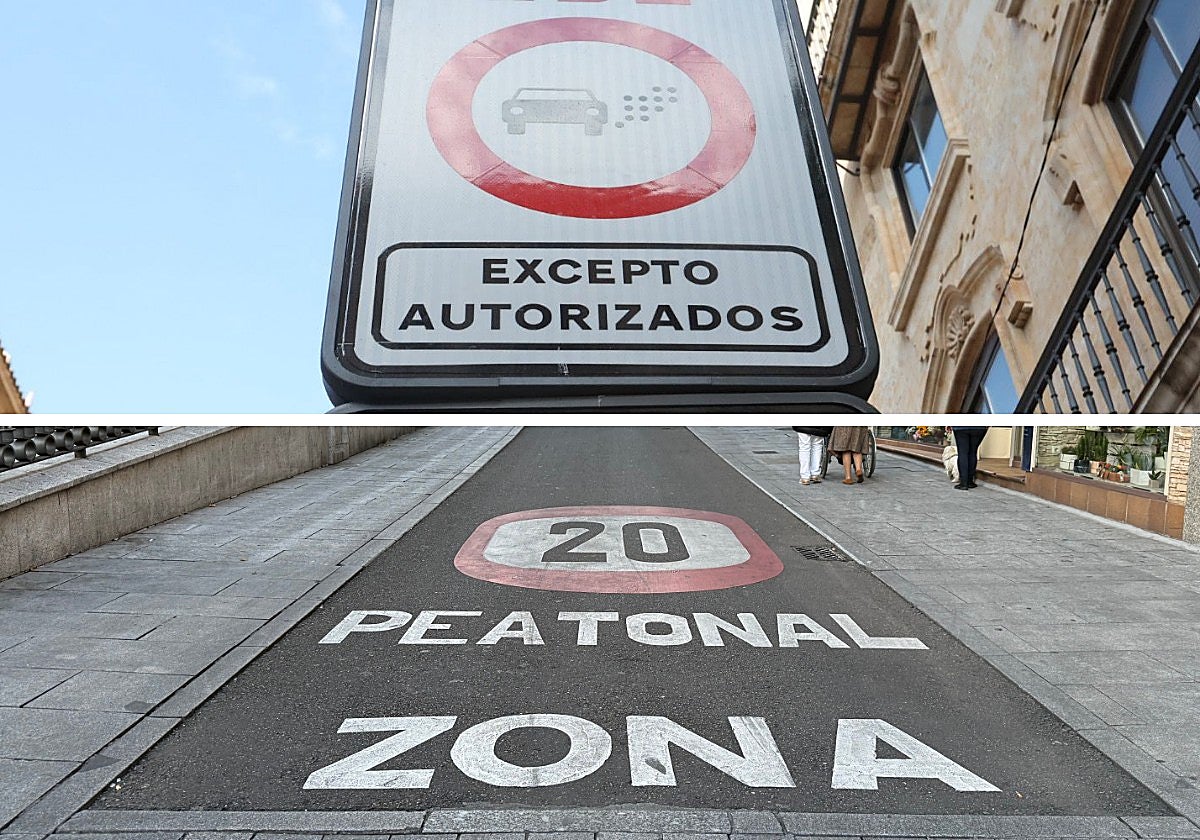 EXCEPTO
AUTORIZADOS
20
PEATONAL
ZONA